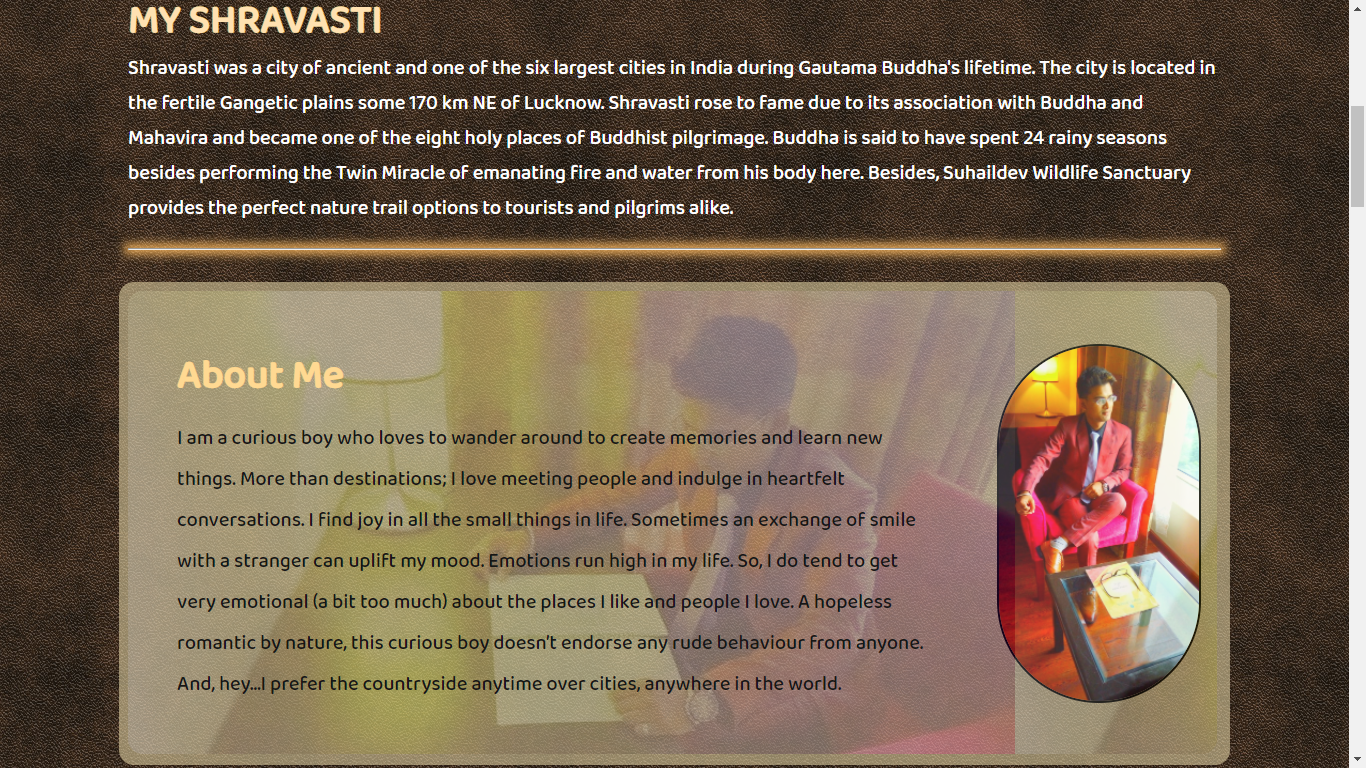 MY SHRAVASTI
Shravasti was a city of ancient and one of the six largest cities in India during Gautama Buddha's lifetime. The city is located in
the fertile Gangetic plains some 170 km NE of Lucknow. Shravasti rose to fame due to its association with Buddha and
Mahavira and became one of the eight holy places of Buddhist pilgrimage. Buddha is said to have spent 24 rainy seasons
besides performing the Twin Miracle of emanating fire and water from his body here. Besides, Suhaildev Wildlife Sanctuary
provides the perfect nature trail options to tourists and pilgrims alike.
About Me
I am a curious boy who loves to wander around to create memories and learn new
things. More than destinations; I love meeting people and indulge in heartfelt
conversations. I find joy in all the small things in life. Sometimes an exchange of smile
with a stranger can uplift my mood. Emotions run high in my life. So, I do tend to get
very emotional (a bit too much) about the places I like and people I love. A hopeless
romantic by nature, this curious boy doesn't endorse any rude behaviour from anyone.
And, hey...I prefer the countryside anytime over cities, anywhere in the world.